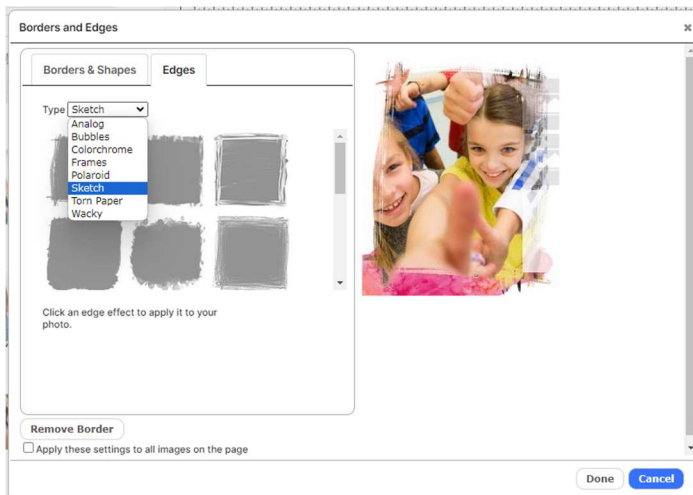 Borders and Edges
Borders & Shapes
Edges
Type Sketch
Analog
Bubbles
Colorchrome
Frames
Polaroid
Sketch
Torn Paper
Wacky
Click an edge effect to apply it to your
photo.
Remove Border
Apply these settings to all images on the page
Done
Cancel